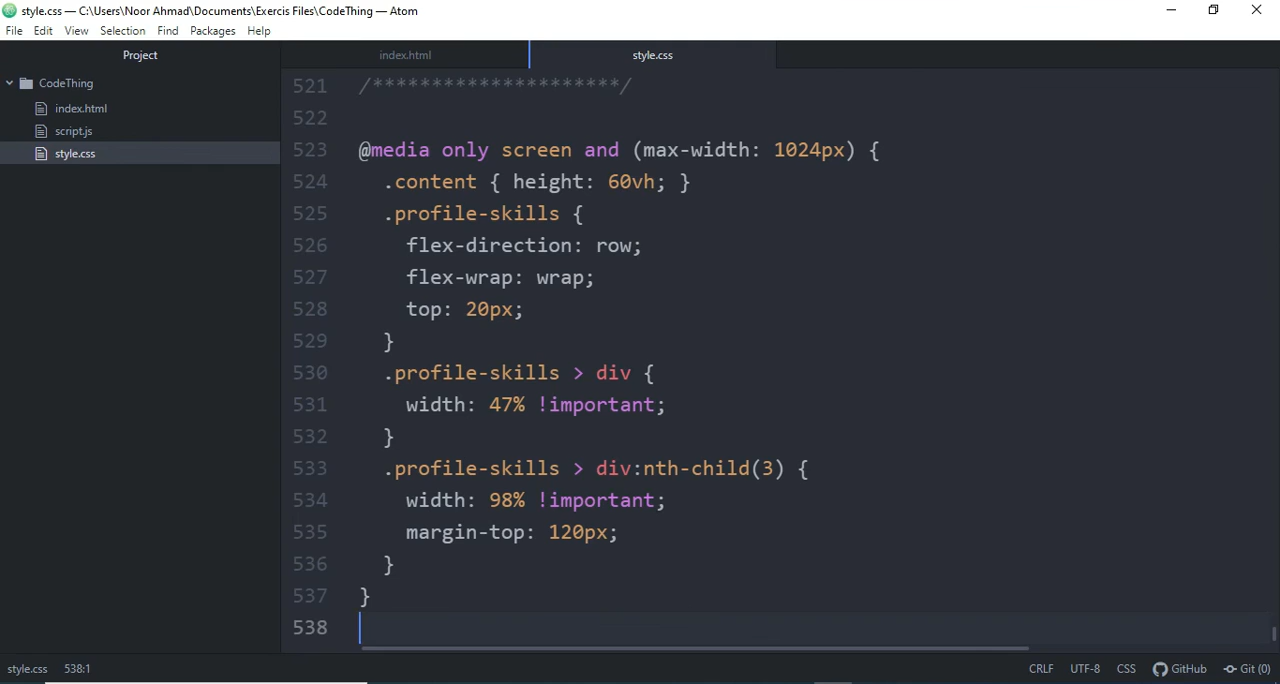 style.css — C:\Users\Noor Ahmad\Documents\Exercis Files\CodeThing — Atom
File Edit View Selection Find Packages Help
Project
index.html
style.css
CodeThing
index.html
script.js
style.css
521 /*********************/
522
523 @media only screen and (max-width: 1024px) {
524 .content { height: 60vh; }
525 .profile-skills {
526 flex-direction: row;
527 flex-wrap: wrap;
528 top: 20px;
529 }
530 .profile-skills > div {
531 width: 47% !important;
532 }
533 .profile-skills > div:nth-child(3) {
534 width: 98% !important;
535 margin-top: 120px;
536 }
537 }
538
style.css 538:1 CRLF UTF-8 CSS GitHub Git (0)